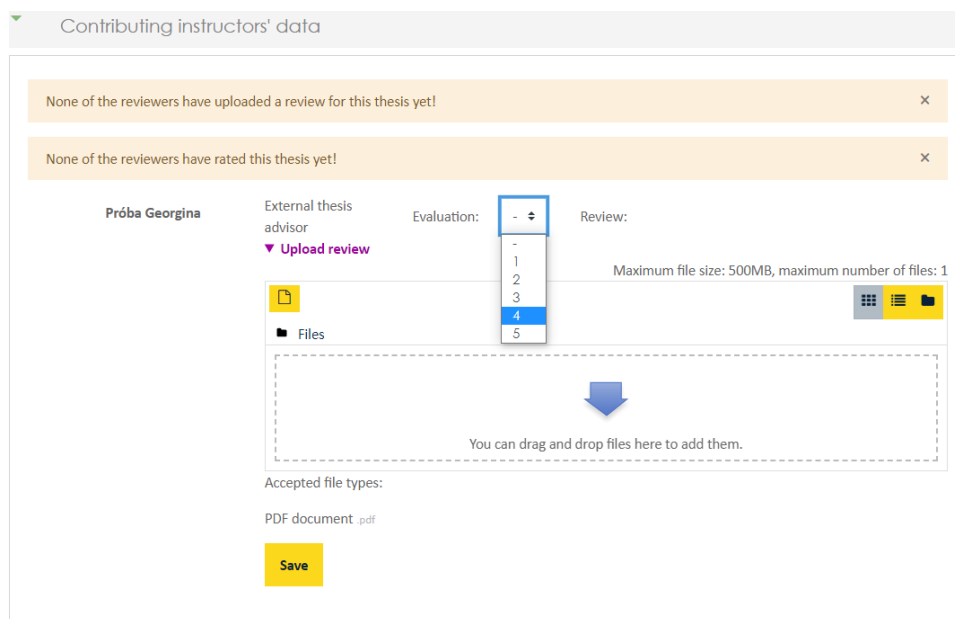 Contributing instructors' data
None of the reviewers have uploaded a review for this thesis yet! ×
None of the reviewers have rated this thesis yet! ×
Próba Georgina
External thesis
advisor
Evaluation:
-
Review:
▼ Upload review
-
1
2
3
4
5
Maximum file size: 500MB, maximum number of files: 1
Files
You can drag and drop files here to add them.
Accepted file types:
PDF document .pdf
Save